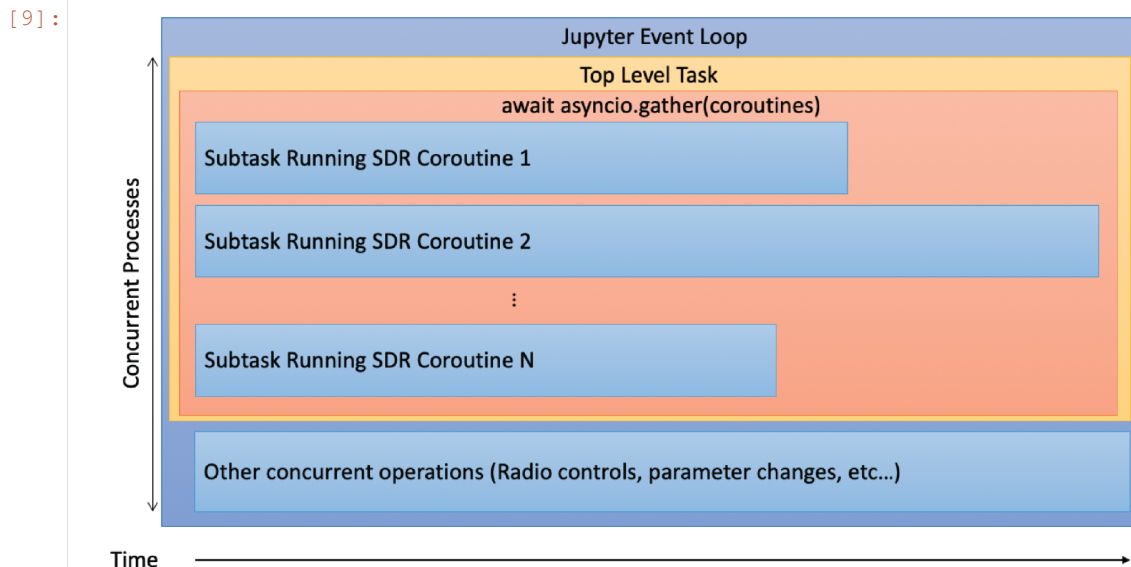 [9]:
Jupyter Event Loop
Top Level Task
await asyncio.gather(coroutines)
Subtask Running SDR Coroutine 1
Subtask Running SDR Coroutine 2
⋮
Subtask Running SDR Coroutine N
Other concurrent operations (Radio controls, parameter changes, etc...)
Concurrent Processes
Time